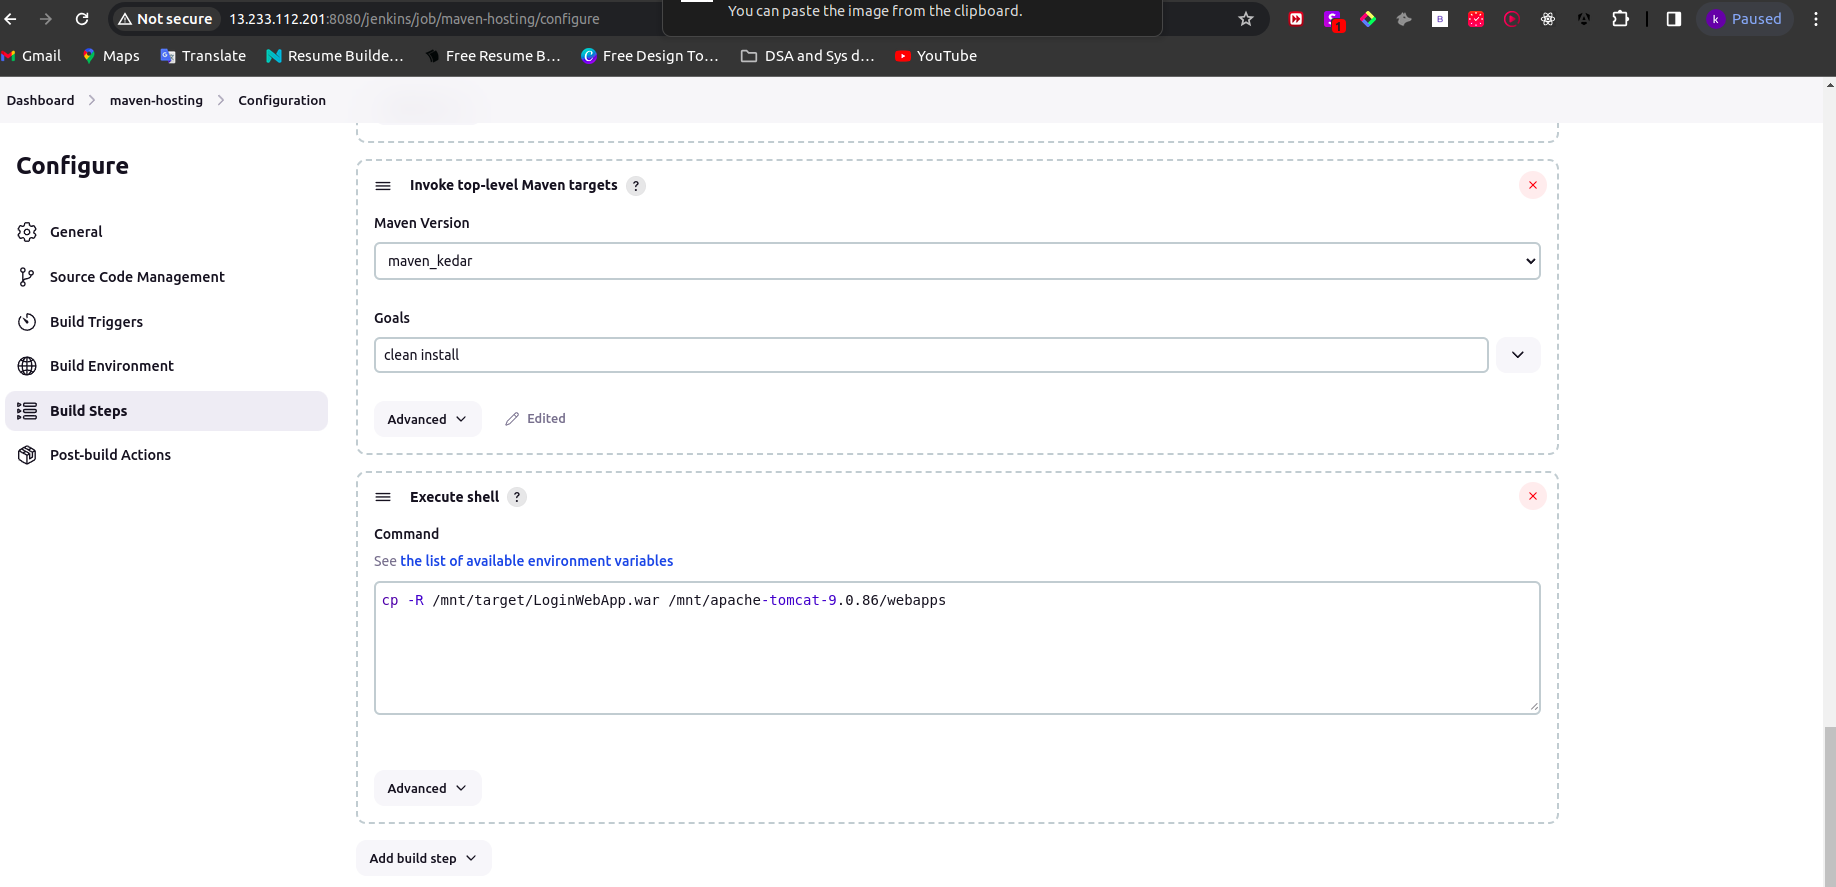 You can paste the image from the clipboard.
Not secure 13.233.112.201:8080/jenkins/job/maven-hosting/configure
1 B k Paused
Gmail Maps Translate Resume Builde... Free Resume B... Free Design To... DSA and Sys d... YouTube
Dashboard maven-hosting Configuration
Configure
General
Source Code Management
Build Triggers
Build Environment
Build Steps
Post-build Actions
Invoke top-level Maven targets ?
Maven Version
maven_kedar
Goals
clean install
Advanced Edited
Execute shell ?
Command
See the list of available environment variables
cp -R /mnt/target/LoginWebApp.war /mnt/apache-tomcat-9.0.86/webapps
Advanced
Add build step